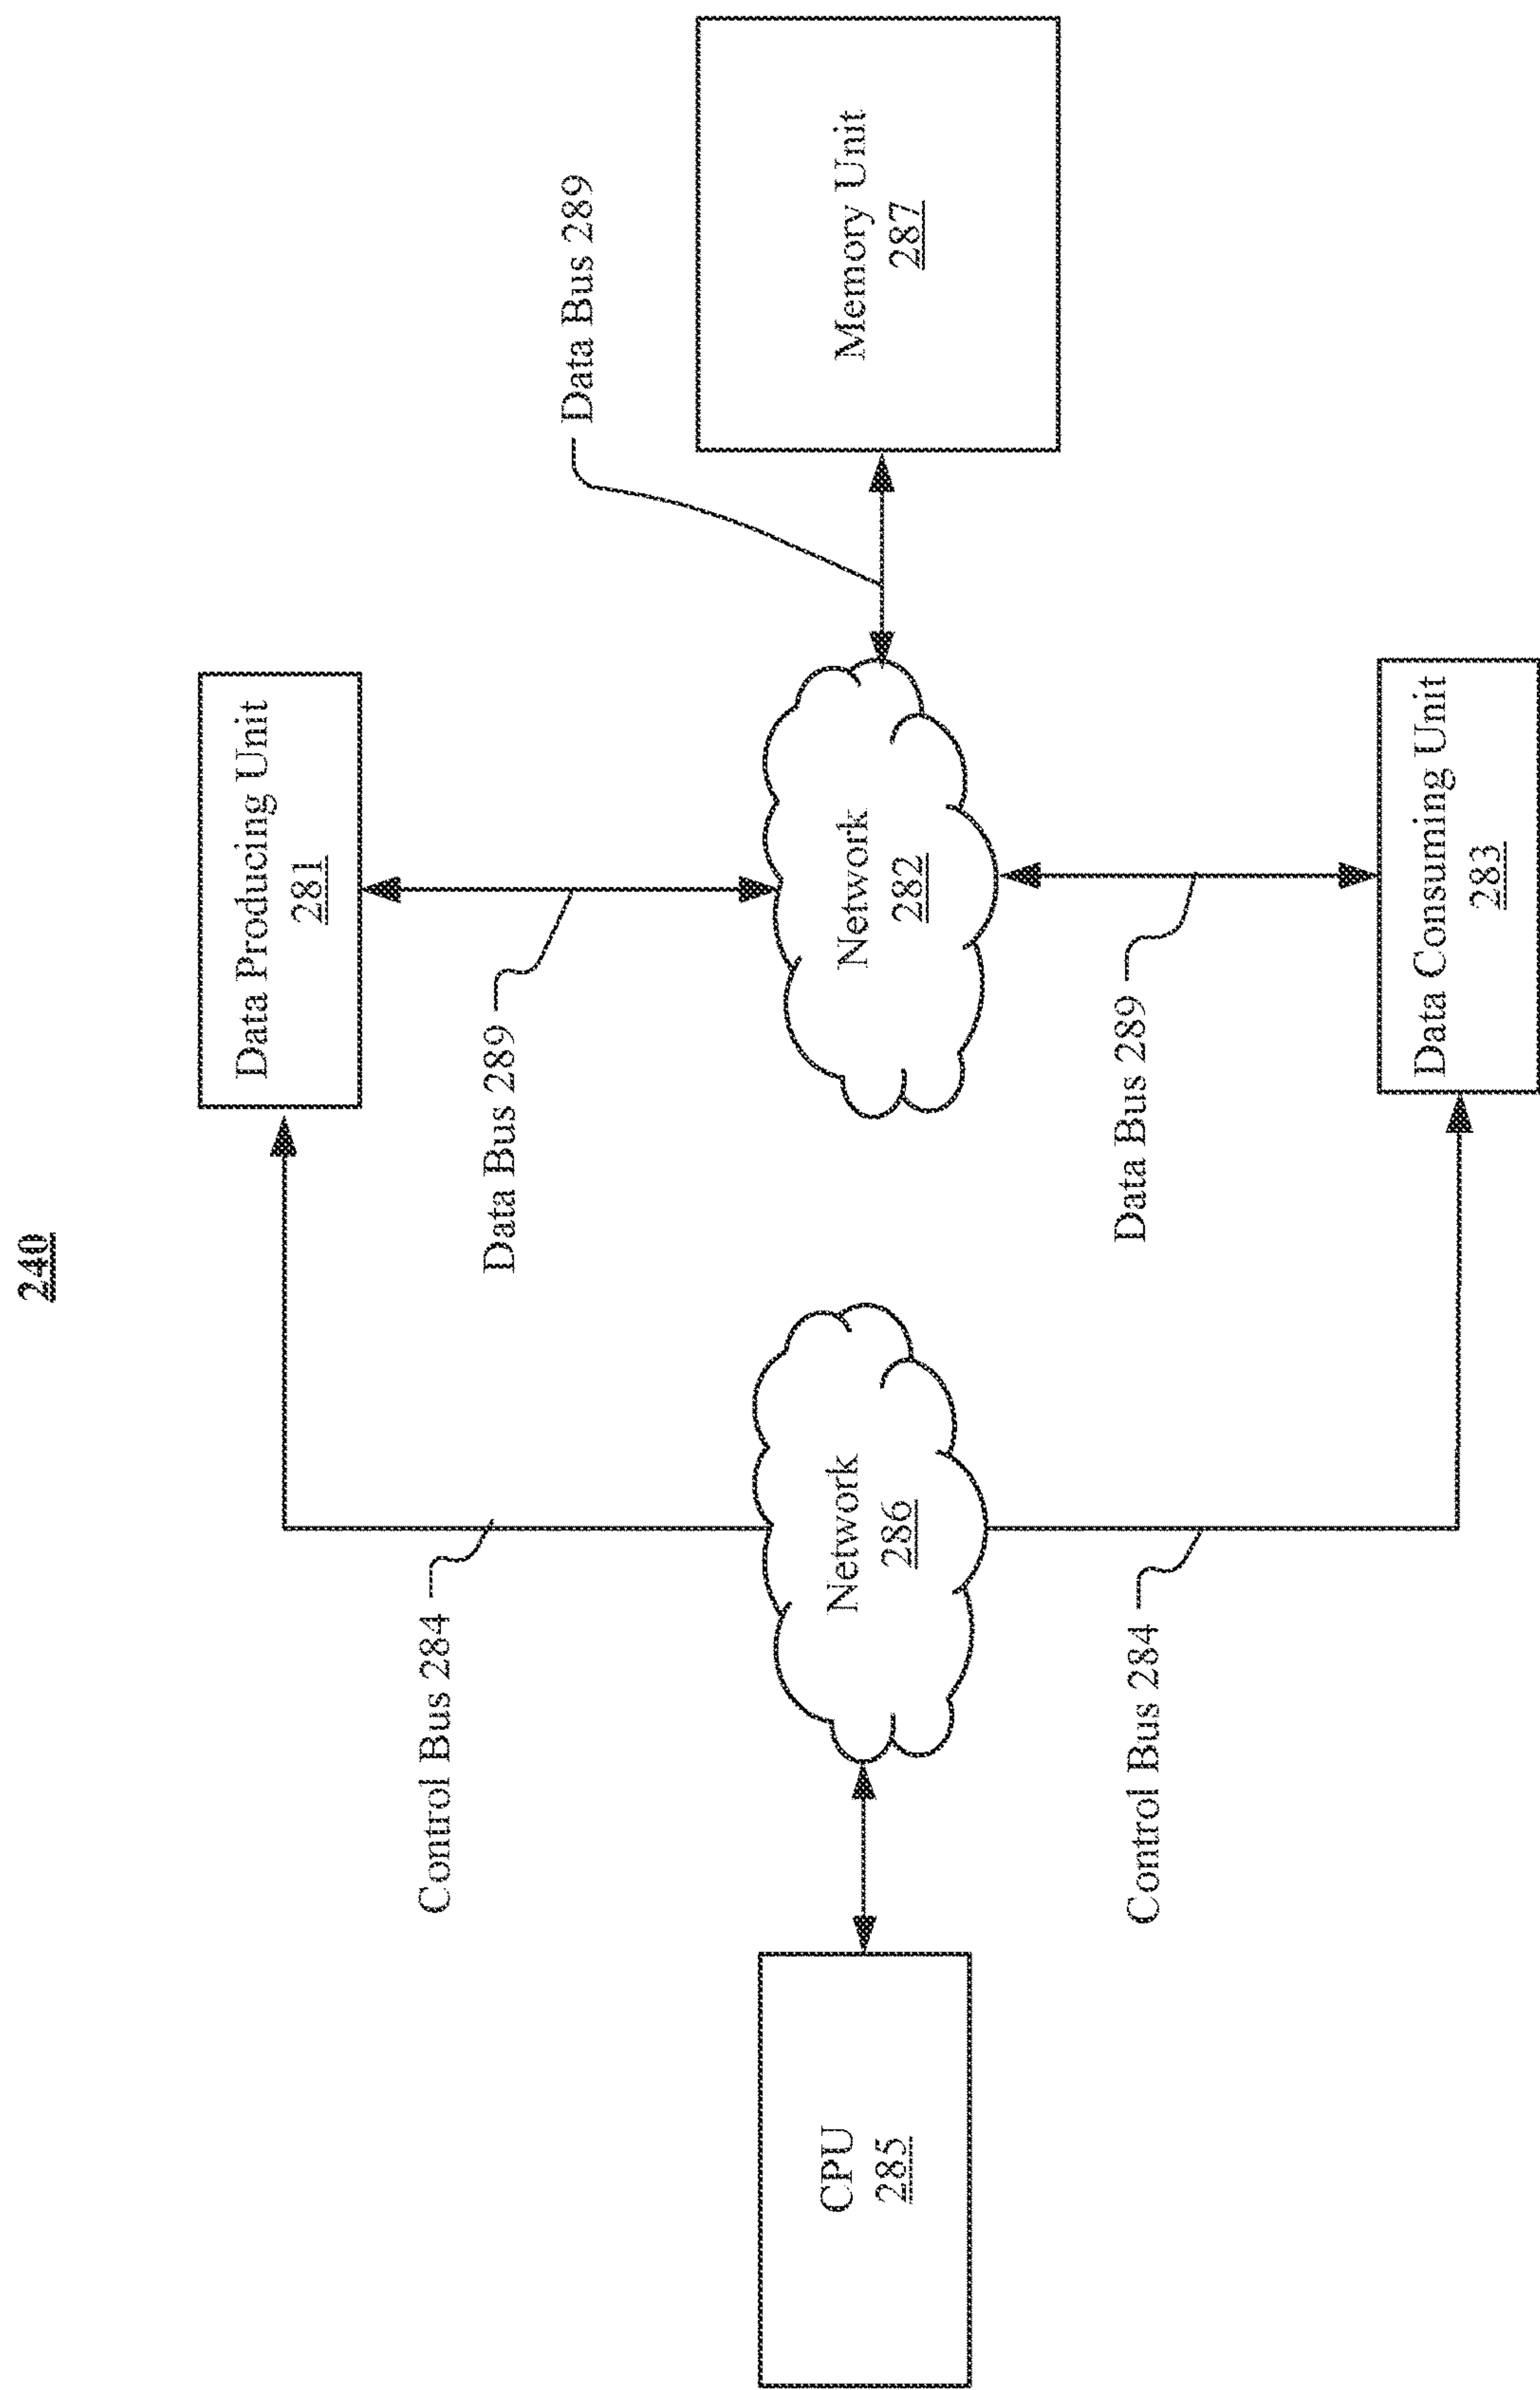 240
Data Producing Unit
281
Data Bus 289
Data Bus 289
Control Bus 284
Memory Unit
287
Network
282
Network
286
CPU
285
Data Bus 289
Control Bus 284
Data Consuming Unit
283